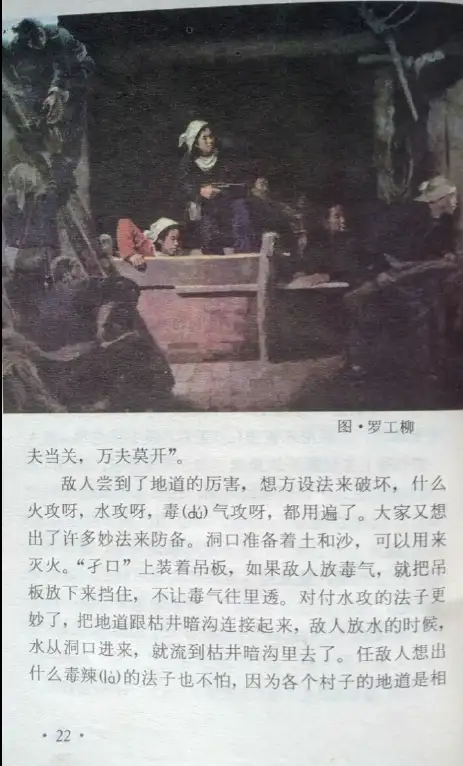 图·罗工柳
夫当关，万夫莫开”。
敌人尝到了地道的厉害，想方设法来破坏，什么
火攻呀，水攻呀，毒(dú)气攻呀，都用遍了。大家又想
出了许多妙法来防备。洞口准备着土和沙，可以用来
灭火。“孑口”上装着吊板，如果敌人放毒气，就把吊
板放下来挡住，不让毒气往里透。对付水攻的法子更
妙了，把地道跟枯井暗沟连接起来，敌人放水的时候，
水从洞口进来，就流到枯井暗沟里去了。任敌人想出
什么毒辣(là)的法子也不怕，因为各个村子的地道是相
·22·